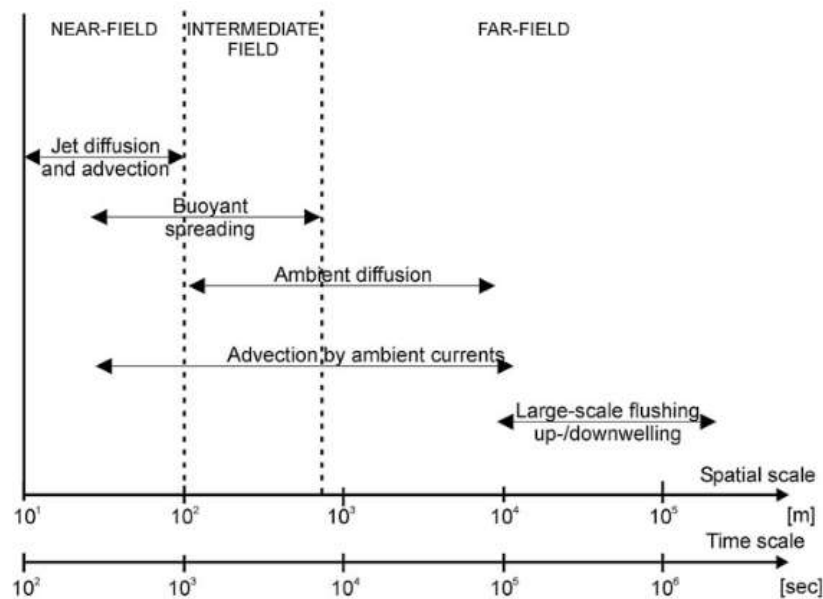 NEAR-FIELD
INTERMEDIATE
FIELD
FAR-FIELD
Jet diffusion
and advection
Buoyant
spreading
Ambient diffusion
Advection by ambient currents
Large-scale flushing
up-/downwelling
Spatial scale
10¹ 10² 10³ 10⁴ 10⁵ [m]
Time scale
10² 10³ 10⁴ 10⁵ 10⁶ [sec]